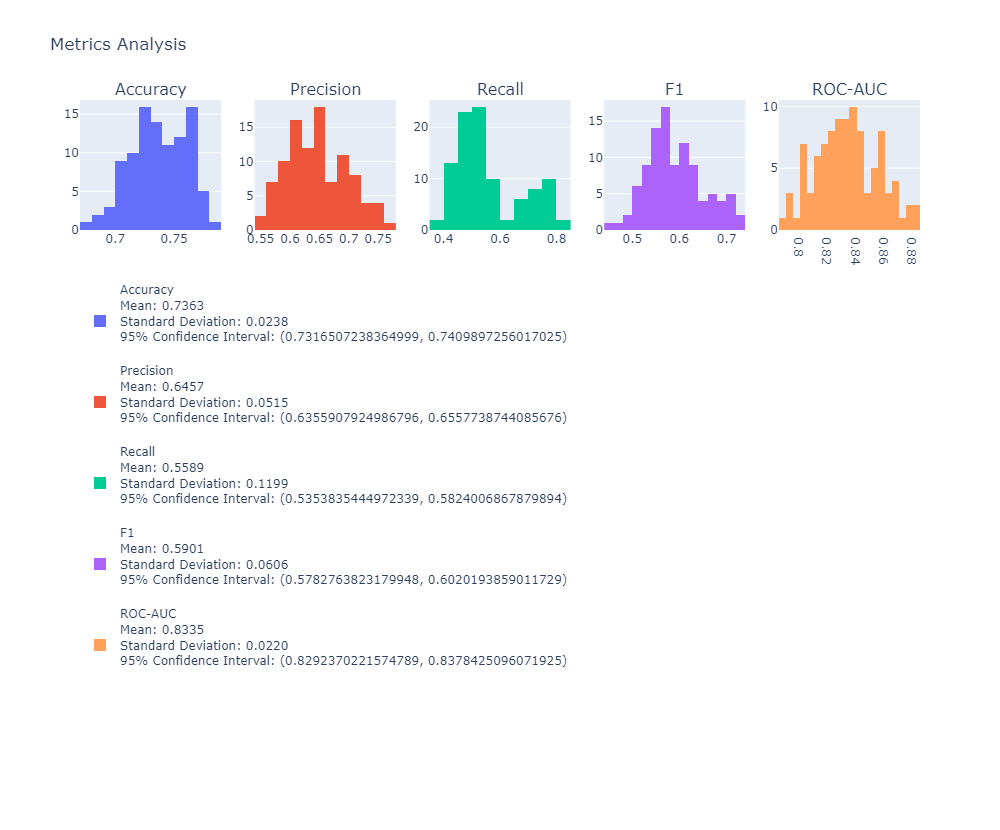 Metrics Analysis
Accuracy
Precision
Recall
F1
ROC-AUC
0
5
10
15
0.7
0.75
0
5
10
15
0.55
0.6
0.65
0.7
0.75
0
10
20
0.4
0.6
0.8
0
5
10
15
0.5
0.6
0.7
0
5
10
0.8
0.82
0.84
0.86
0.88
Accuracy
Mean: 0.7363
Standard Deviation: 0.0238
95% Confidence Interval: (0.7316507238364999, 0.7409897256017025)
Precision
Mean: 0.6457
Standard Deviation: 0.0515
95% Confidence Interval: (0.6355907924986796, 0.6557738744085676)
Recall
Mean: 0.5589
Standard Deviation: 0.1199
95% Confidence Interval: (0.5353835444972339, 0.5824006867879894)
F1
Mean: 0.5901
Standard Deviation: 0.0606
95% Confidence Interval: (0.5782763823179948, 0.6020193859011729)
ROC-AUC
Mean: 0.8335
Standard Deviation: 0.0220
95% Confidence Interval: (0.8292370221574789, 0.8378425096071925)